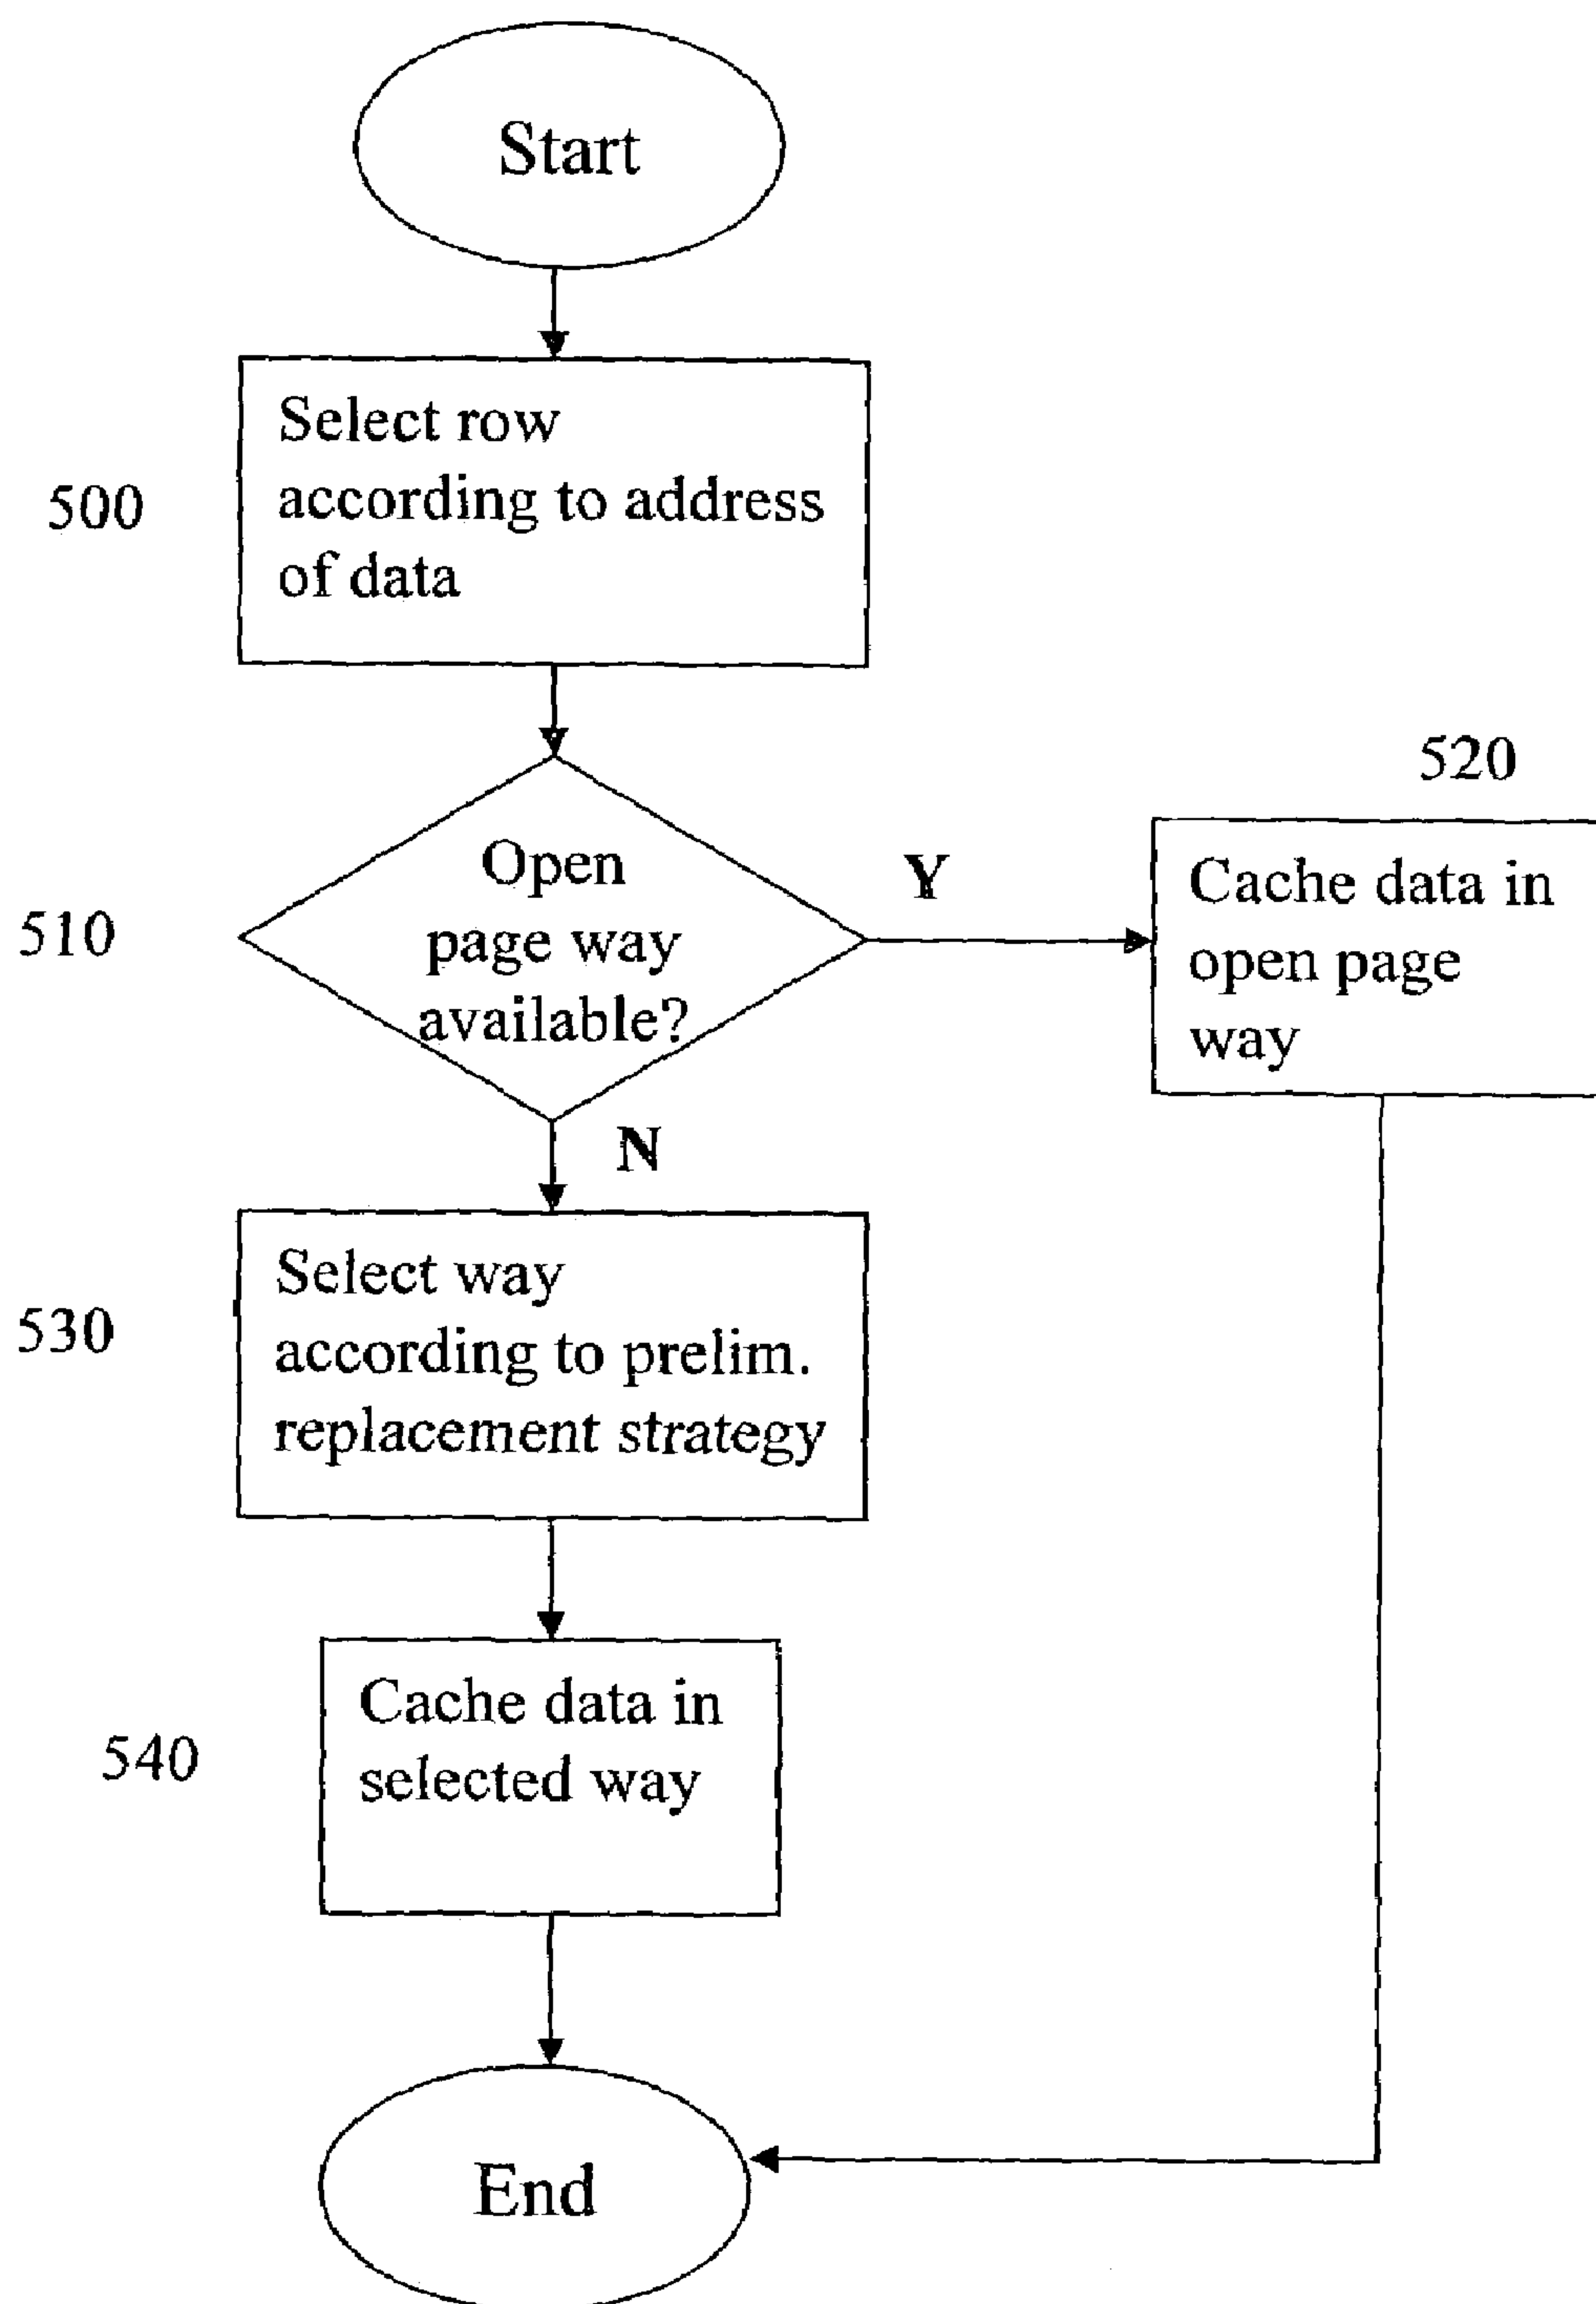 Start
500
Select row
according to address
of data
510
Open
page way
available?
Y
520
Cache data in
open page
way
N
530
Select way
according to prelim.
replacement strategy
540
Cache data in
selected way
End